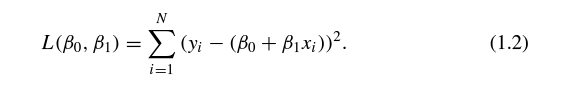 L(β₀, β₁) = ∑ᵢ₌₁ᴺ (yᵢ − (β₀ + β₁xᵢ))². (1.2)